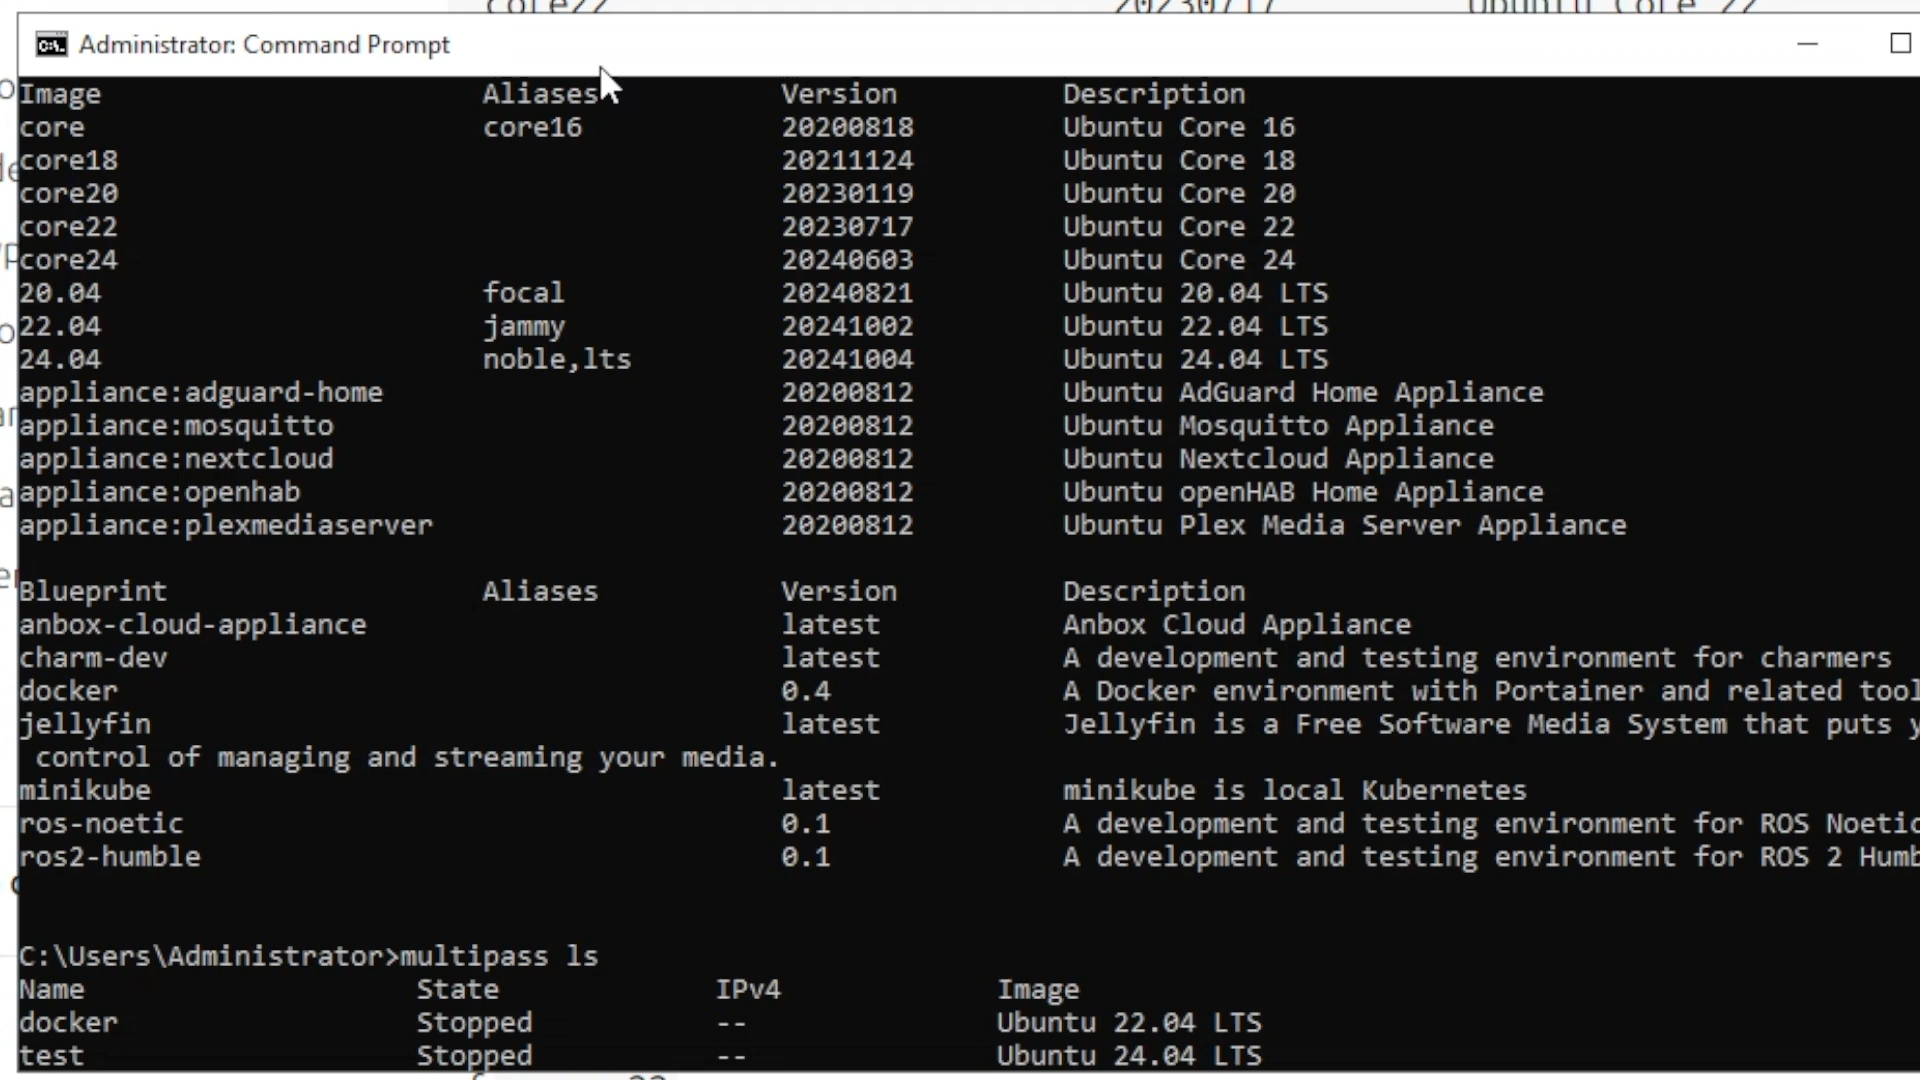 core22 20230717 Ubuntu Core 22
Administrator: Command Prompt
Image Aliases Version Description
core core16 20200818 Ubuntu Core 16
core18 20211124 Ubuntu Core 18
core20 20230119 Ubuntu Core 20
core22 20230717 Ubuntu Core 22
core24 20240603 Ubuntu Core 24
20.04 focal 20240821 Ubuntu 20.04 LTS
22.04 jammy 20241002 Ubuntu 22.04 LTS
24.04 noble,lts 20241004 Ubuntu 24.04 LTS
appliance:adguard-home 20200812 Ubuntu AdGuard Home Appliance
appliance:mosquitto 20200812 Ubuntu Mosquitto Appliance
appliance:nextcloud 20200812 Ubuntu Nextcloud Appliance
appliance:openhab 20200812 Ubuntu openHAB Home Appliance
appliance:plexmediaserver 20200812 Ubuntu Plex Media Server Appliance
Blueprint Aliases Version Description
anbox-cloud-appliance latest Anbox Cloud Appliance
charm-dev latest A development and testing environment for charmers
docker 0.4 A Docker environment with Portainer and related tool
jellyfin latest Jellyfin is a Free Software Media System that puts y
control of managing and streaming your media.
minikube latest minikube is local Kubernetes
ros-noetic 0.1 A development and testing environment for ROS Noetic
ros2-humble 0.1 A development and testing environment for ROS 2 Humb
C:\Users\Administrator>multipass ls
Name State IPv4 Image
docker Stopped -- Ubuntu 22.04 LTS
test Stopped -- Ubuntu 24.04 LTS